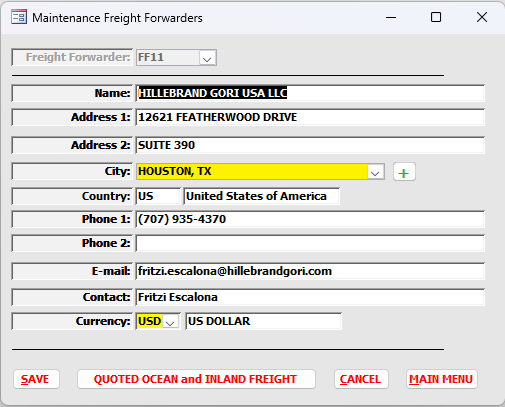 Maintenance Freight Forwarders
Freight Forwarder: FF11
Name: HILLEBRAND GORI USA LLC
Address 1: 12621 FEATHERWOOD DRIVE
Address 2: SUITE 390
City: HOUSTON, TX
Country: US United States of America
Phone 1: (707) 935-4370
Phone 2:
E-mail: fritzi.escalona@hillebrandgori.com
Contact: Fritzi Escalona
Currency: USD US DOLLAR
SAVE QUOTED OCEAN and INLAND FREIGHT CANCEL MAIN MENU